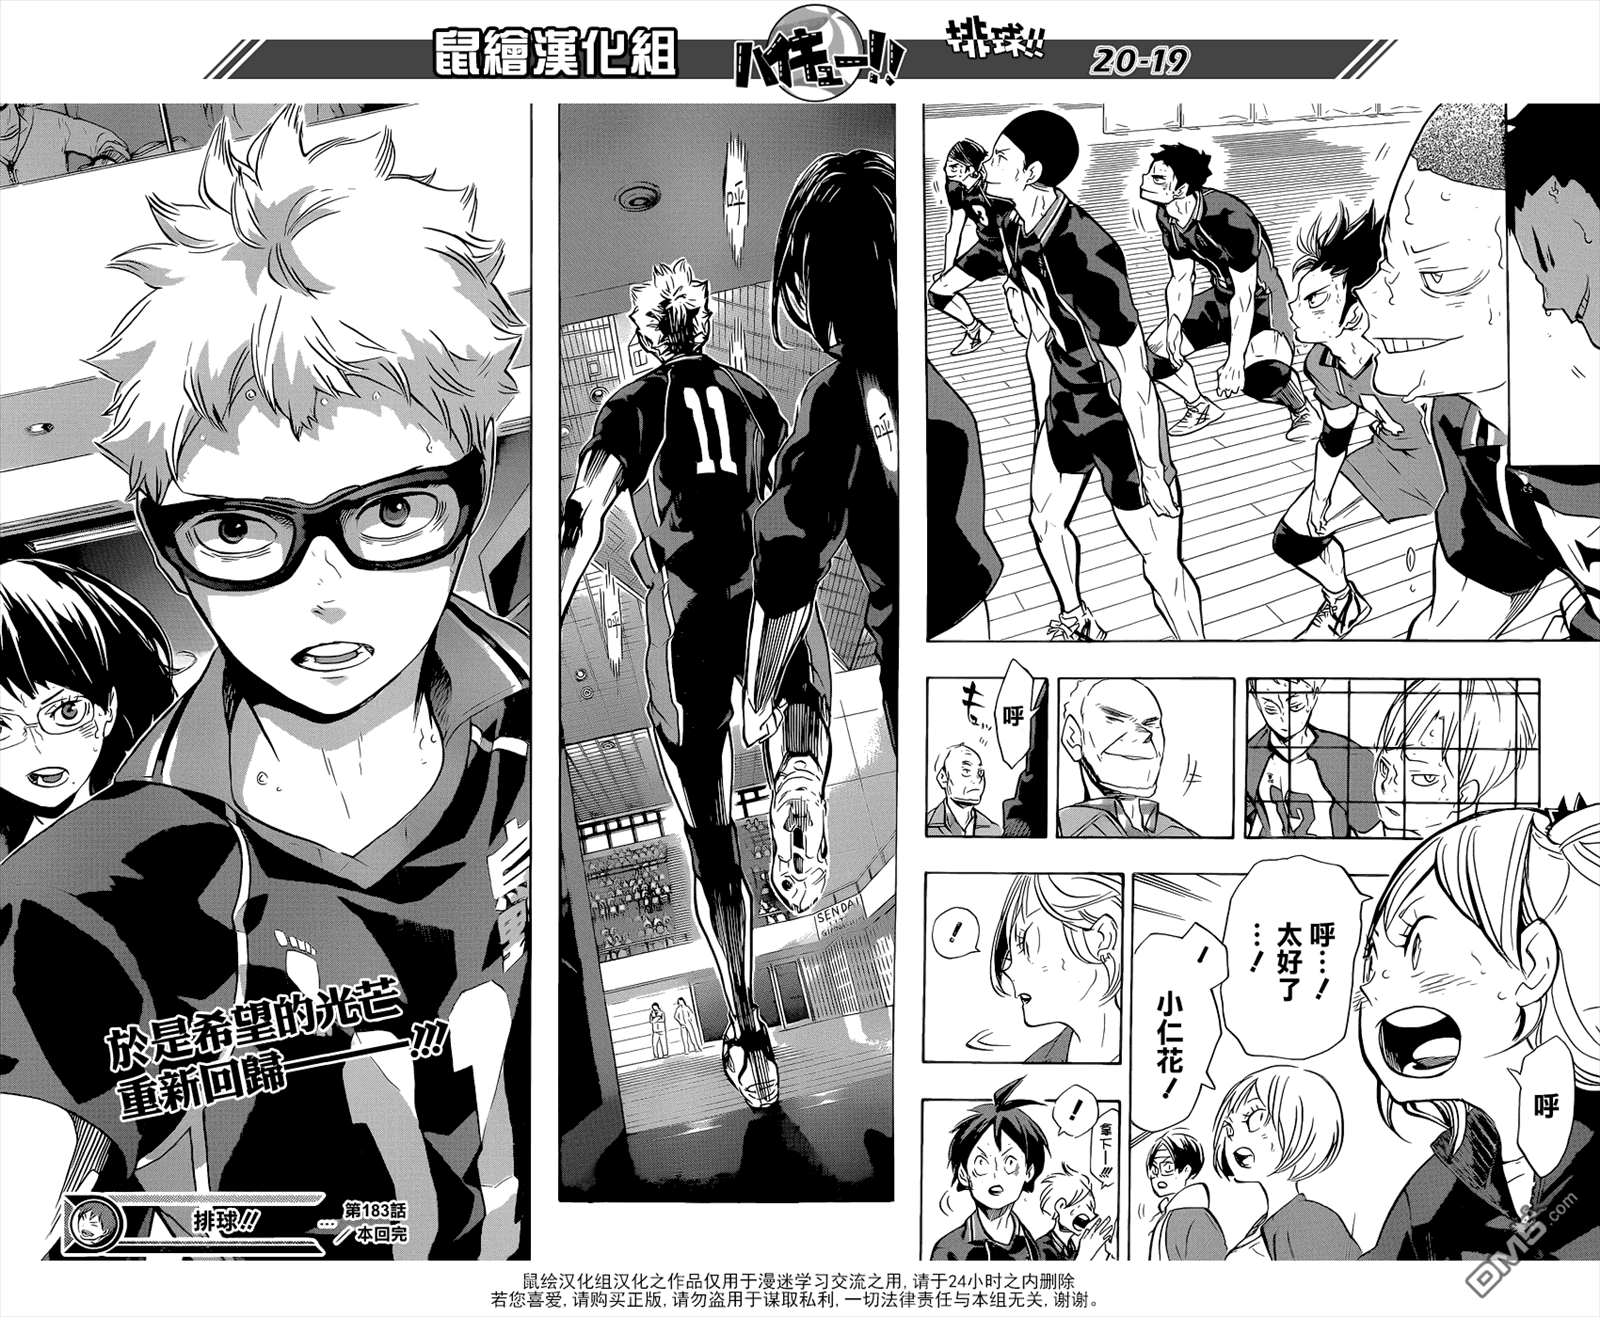 鼠繪漢化組
ハイキュー!!
排球!!
20-19
呼
呼…!
太好了
…!
小仁花!
!
拿下——!!!
!
呼
呼
呼
呼
11
SENDAI
於是希望的光芒
重新回歸——!!!
排球!!
… 第183話
／本回完
鼠绘汉化组汉化之作品仅用于漫迷学习交流之用,请于24小时之内删除
若您喜爱,请购买正版,请勿盗用于谋取私利,一切法律责任与本组无关,谢谢。
DM5.com